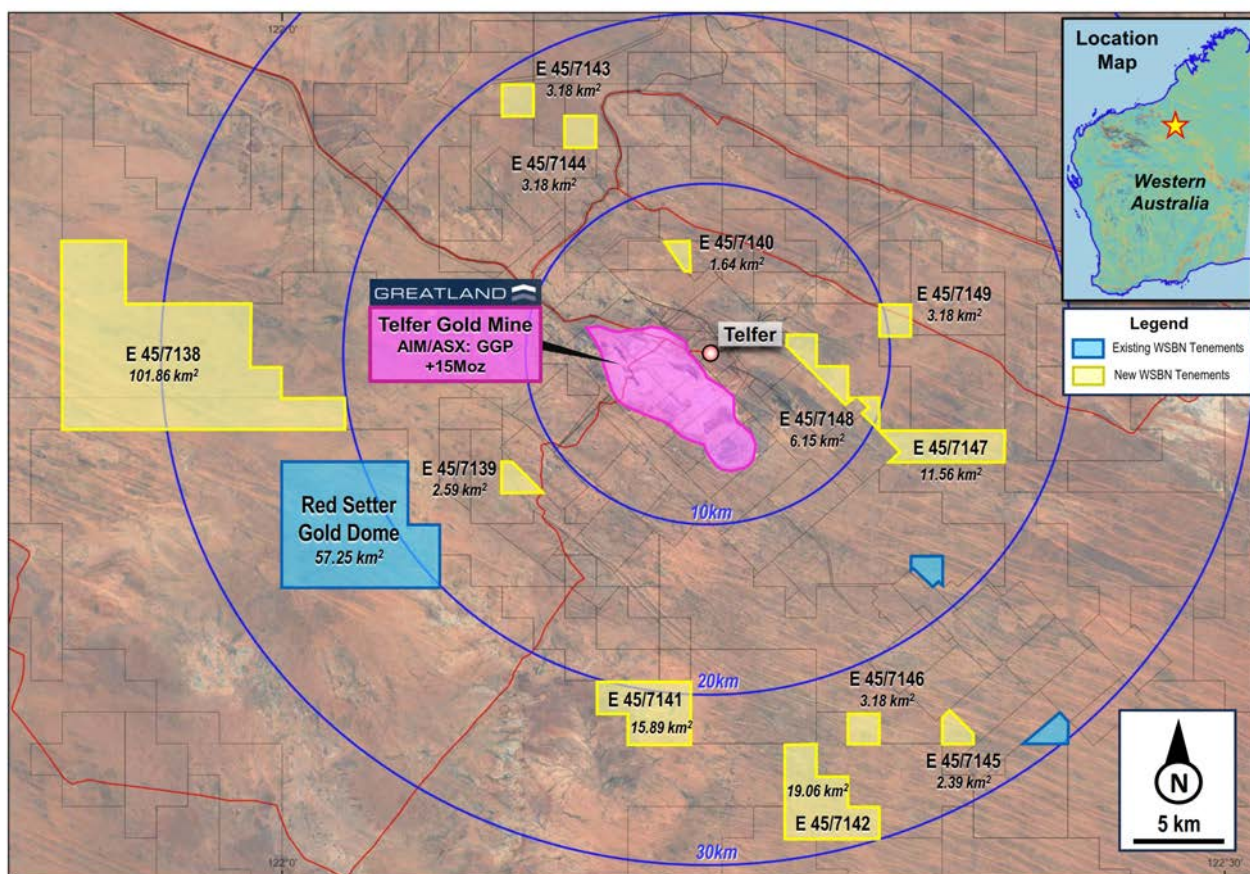 122°0'
E 45/7143
3.18 km²
E 45/7144
3.18 km²
Location
Map
Western
Australia
E 45/7140
1.64 km²
GREATLAND
Telfer Gold Mine
AIM/ASX: GGP
+15Moz
Telfer
E 45/7149
3.18 km²
Legend
Existing WSBN Tenements
New WSBN Tenements
E 45/7138
101.86 km²
E 45/7148
6.15 km²
E 45/7147
11.56 km²
E 45/7139
2.59 km²
Red Setter
Gold Dome
57.25 km²
10km
20km
E 45/7141
15.89 km²
E 45/7146
3.18 km²
E 45/7145
2.39 km²
19.06 km²
E 45/7142
30km
N
5 km
122°0'
122°30'